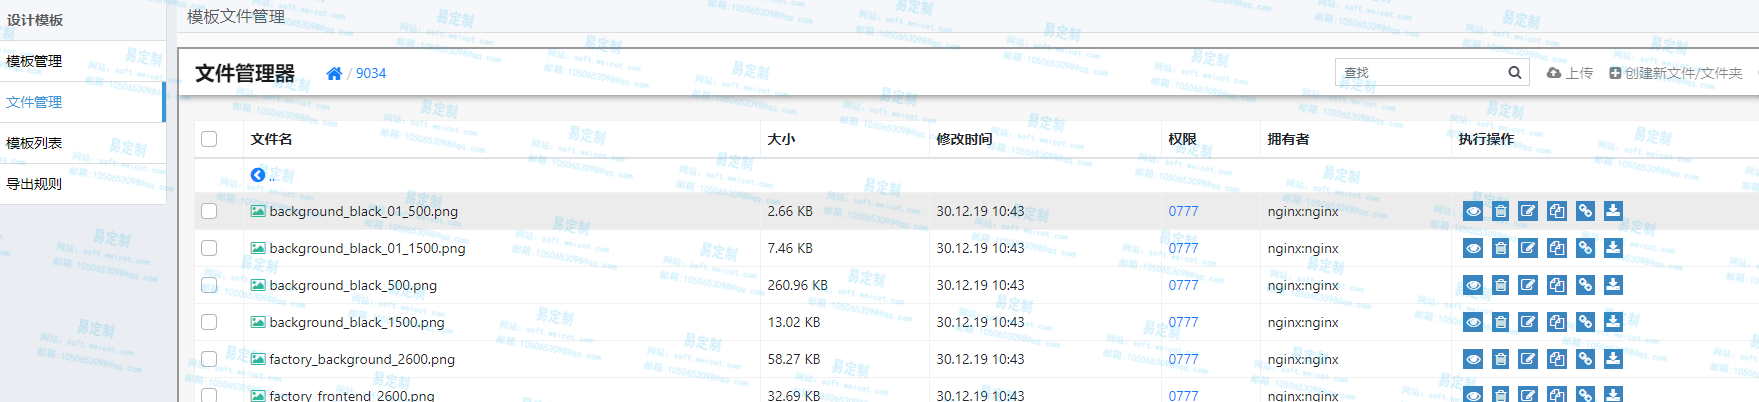 设计模板
模板管理
文件管理
模板列表
导出规则
模板文件管理
文件管理器 / 9034 查找 上传 创建新文件/文件夹
文件名 大小 修改时间 权限 拥有者 执行操作
..
background_black_01_500.png 2.66 KB 30.12.19 10:43 0777 nginx:nginx
background_black_01_1500.png 7.46 KB 30.12.19 10:43 0777 nginx:nginx
background_black_500.png 260.96 KB 30.12.19 10:43 0777 nginx:nginx
background_black_1500.png 13.02 KB 30.12.19 10:43 0777 nginx:nginx
factory_background_2600.png 58.27 KB 30.12.19 10:43 0777 nginx:nginx
factory_frontend_2600.png 32.69 KB 30.12.19 10:43 0777 nginx:nginx
易定制
网站: soft.weicot.com
邮箱:1050653098@qq.com